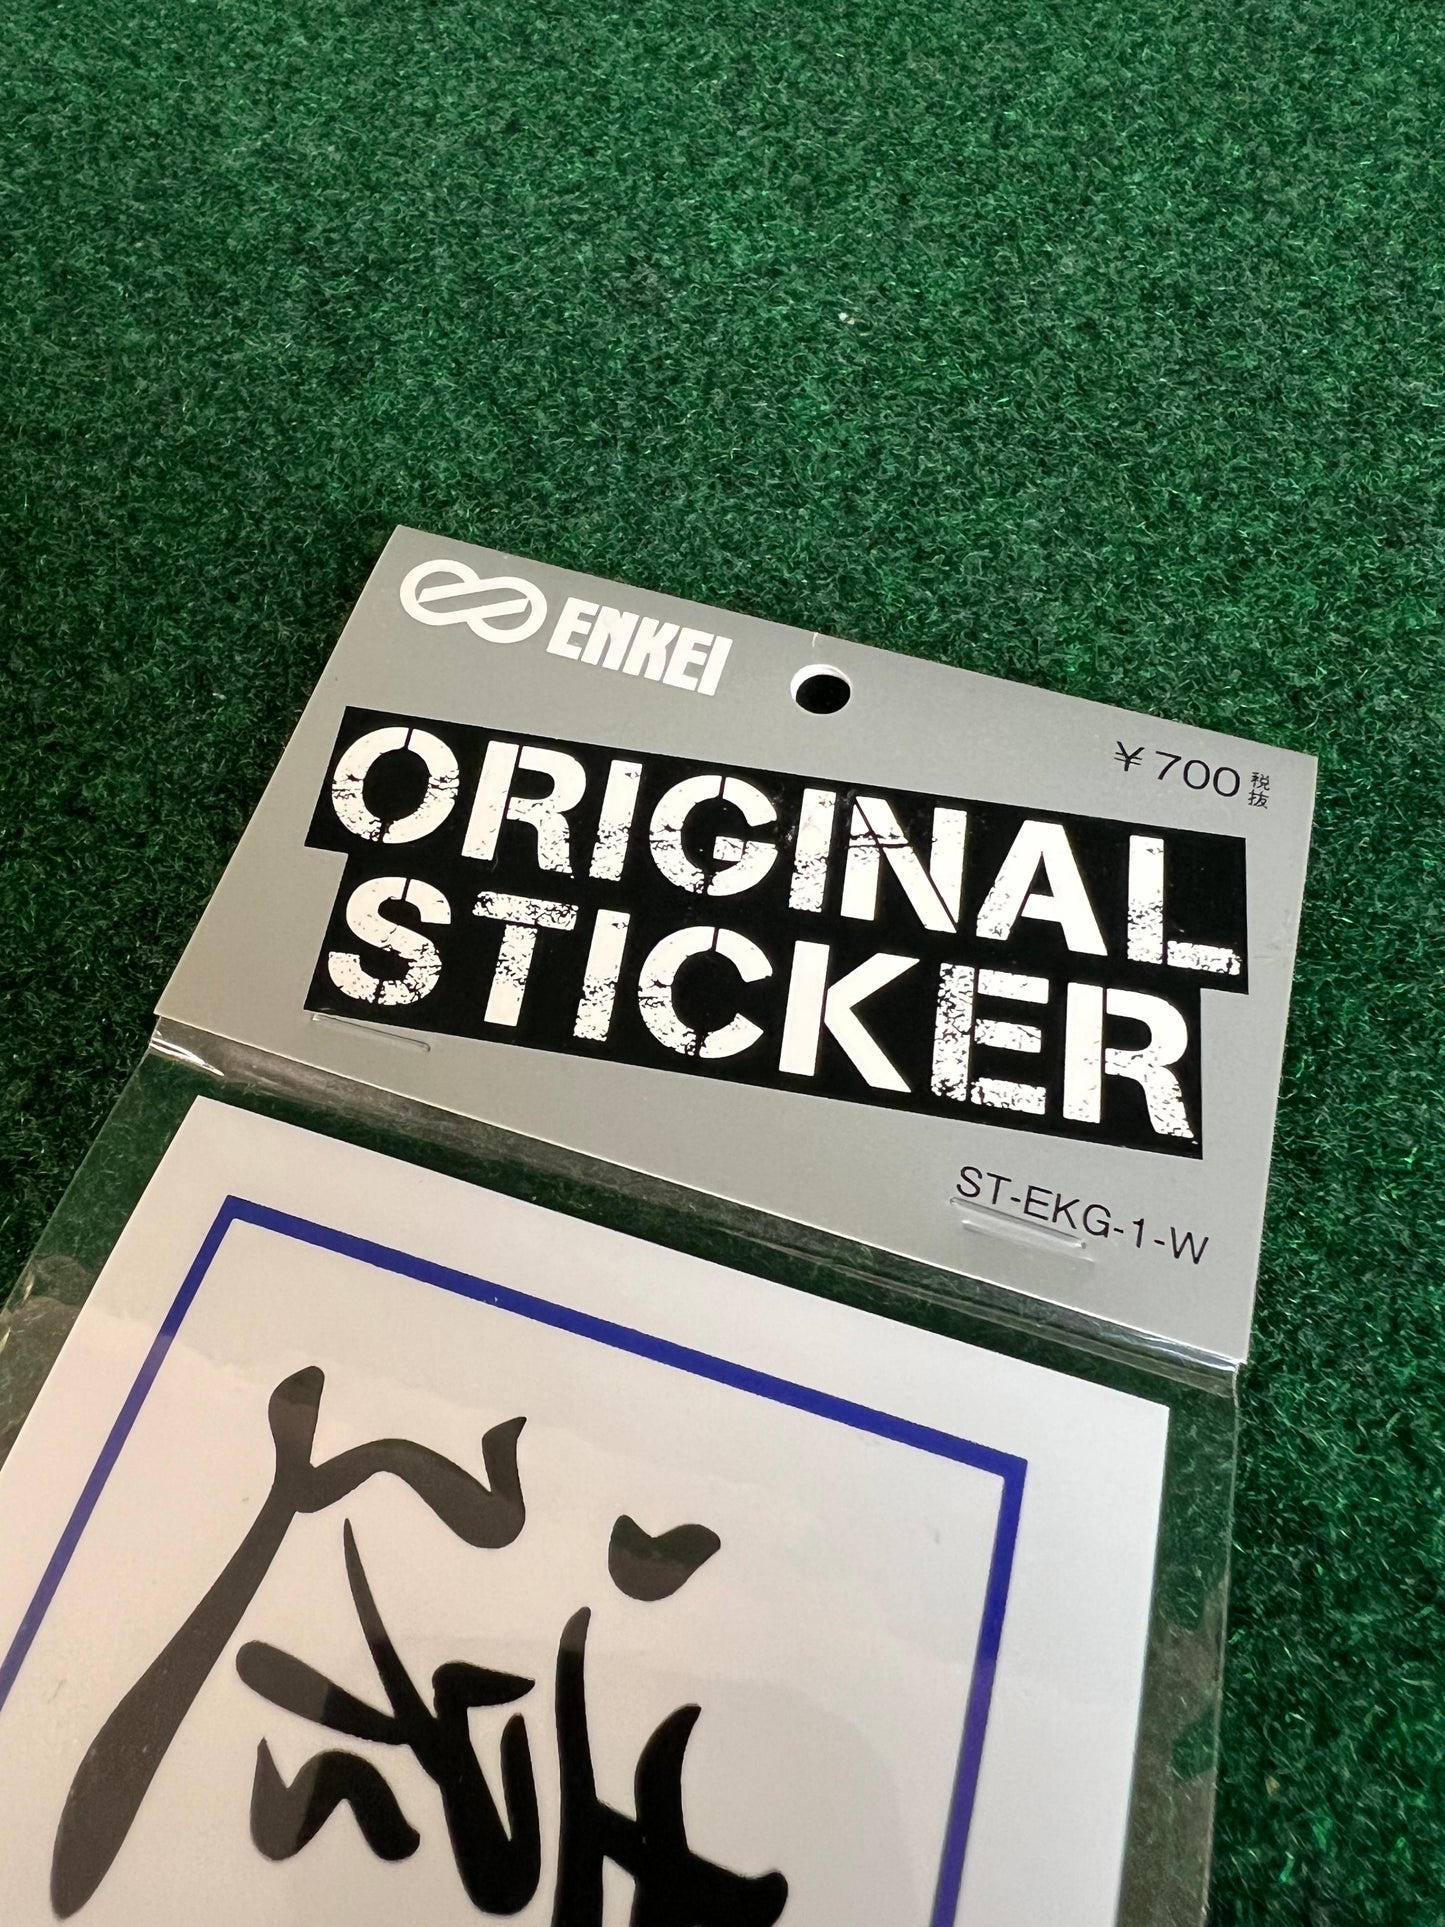 ENKEI
¥700 税抜
ORIGINAL
STICKER
ST-EKG-1-W